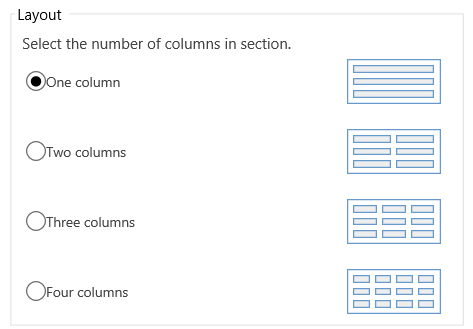 Layout
Select the number of columns in section.
One column
Two columns
Three columns
Four columns